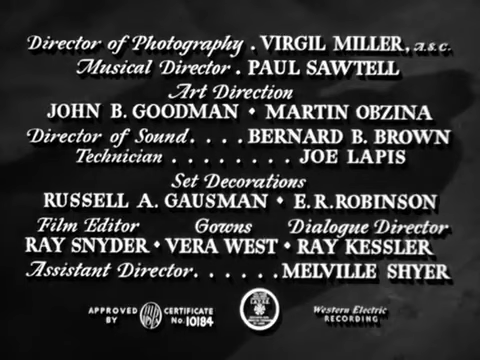 Director of Photography . VIRGIL MILLER, A.S.C.
Musical Director . PAUL SAWTELL
Art Direction
JOHN B. GOODMAN • MARTIN OBZINA
Director of Sound . . . . BERNARD B. BROWN
Technician . . . . . . . . JOE LAPIS
Set Decorations
RUSSELL A. GAUSMAN • E.R. ROBINSON
Film Editor Gowns Dialogue Director
RAY SNYDER • VERA WEST • RAY KESSLER
Assistant Director . . . . . . MELVILLE SHYER
APPROVED BY CERTIFICATE No. 10184
Western Electric
RECORDING